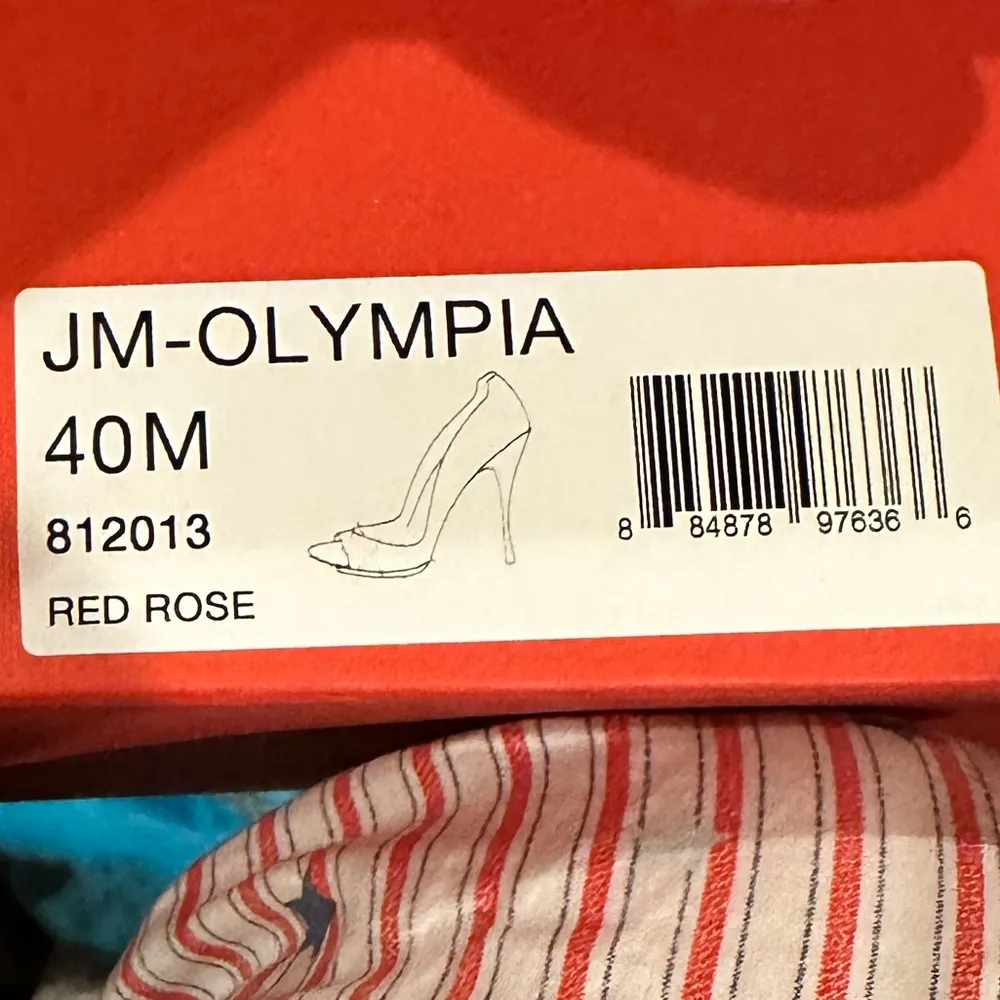 JM-OLYMPIA
40M
812013
RED ROSE
8 84878 97636 6